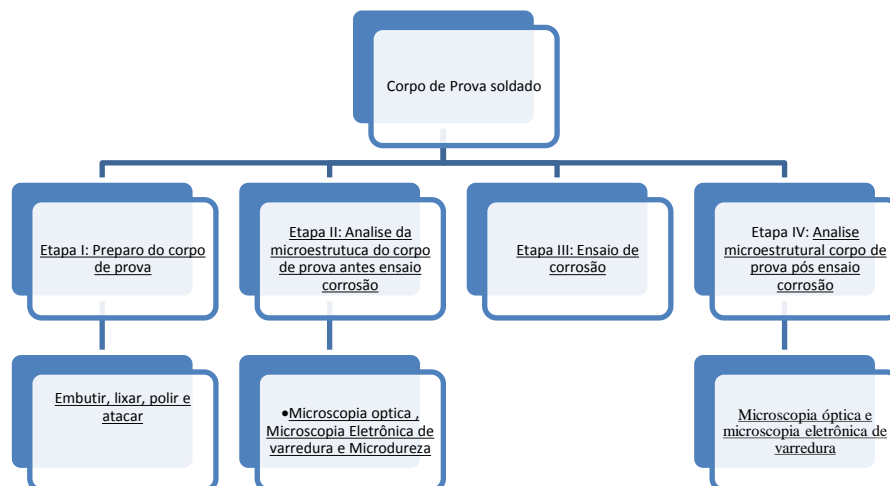 Corpo de Prova soldado
Etapa I: Preparo do corpo
de prova
Etapa II: Analise da
microestrutuca do corpo
de prova antes ensaio
corrosão
Etapa III: Ensaio de
corrosão
Etapa IV: Analise
microestrutural corpo de
prova pós ensaio
corrosão
Embutir, lixar, polir e
atacar
•Microscopia optica ,
Microscopia Eletrônica de
varredura e Microdureza
Microscopia óptica e
microscopia eletrônica de
varredura